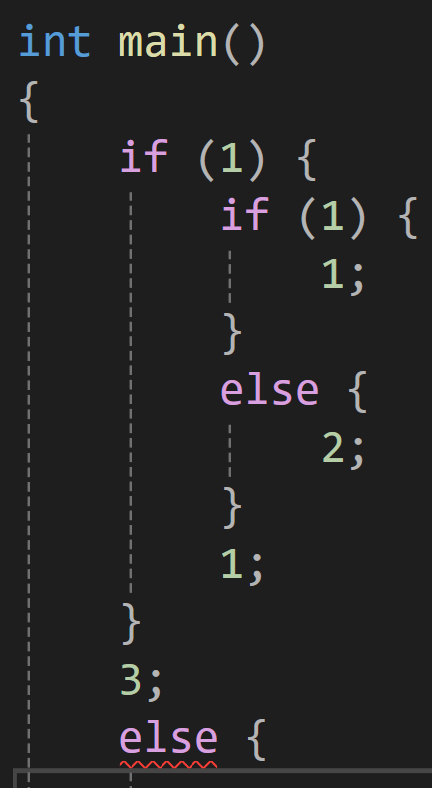 int main()
{
if (1) {
if (1) {
1;
}
else {
2;
}
1;
}
3;
else {